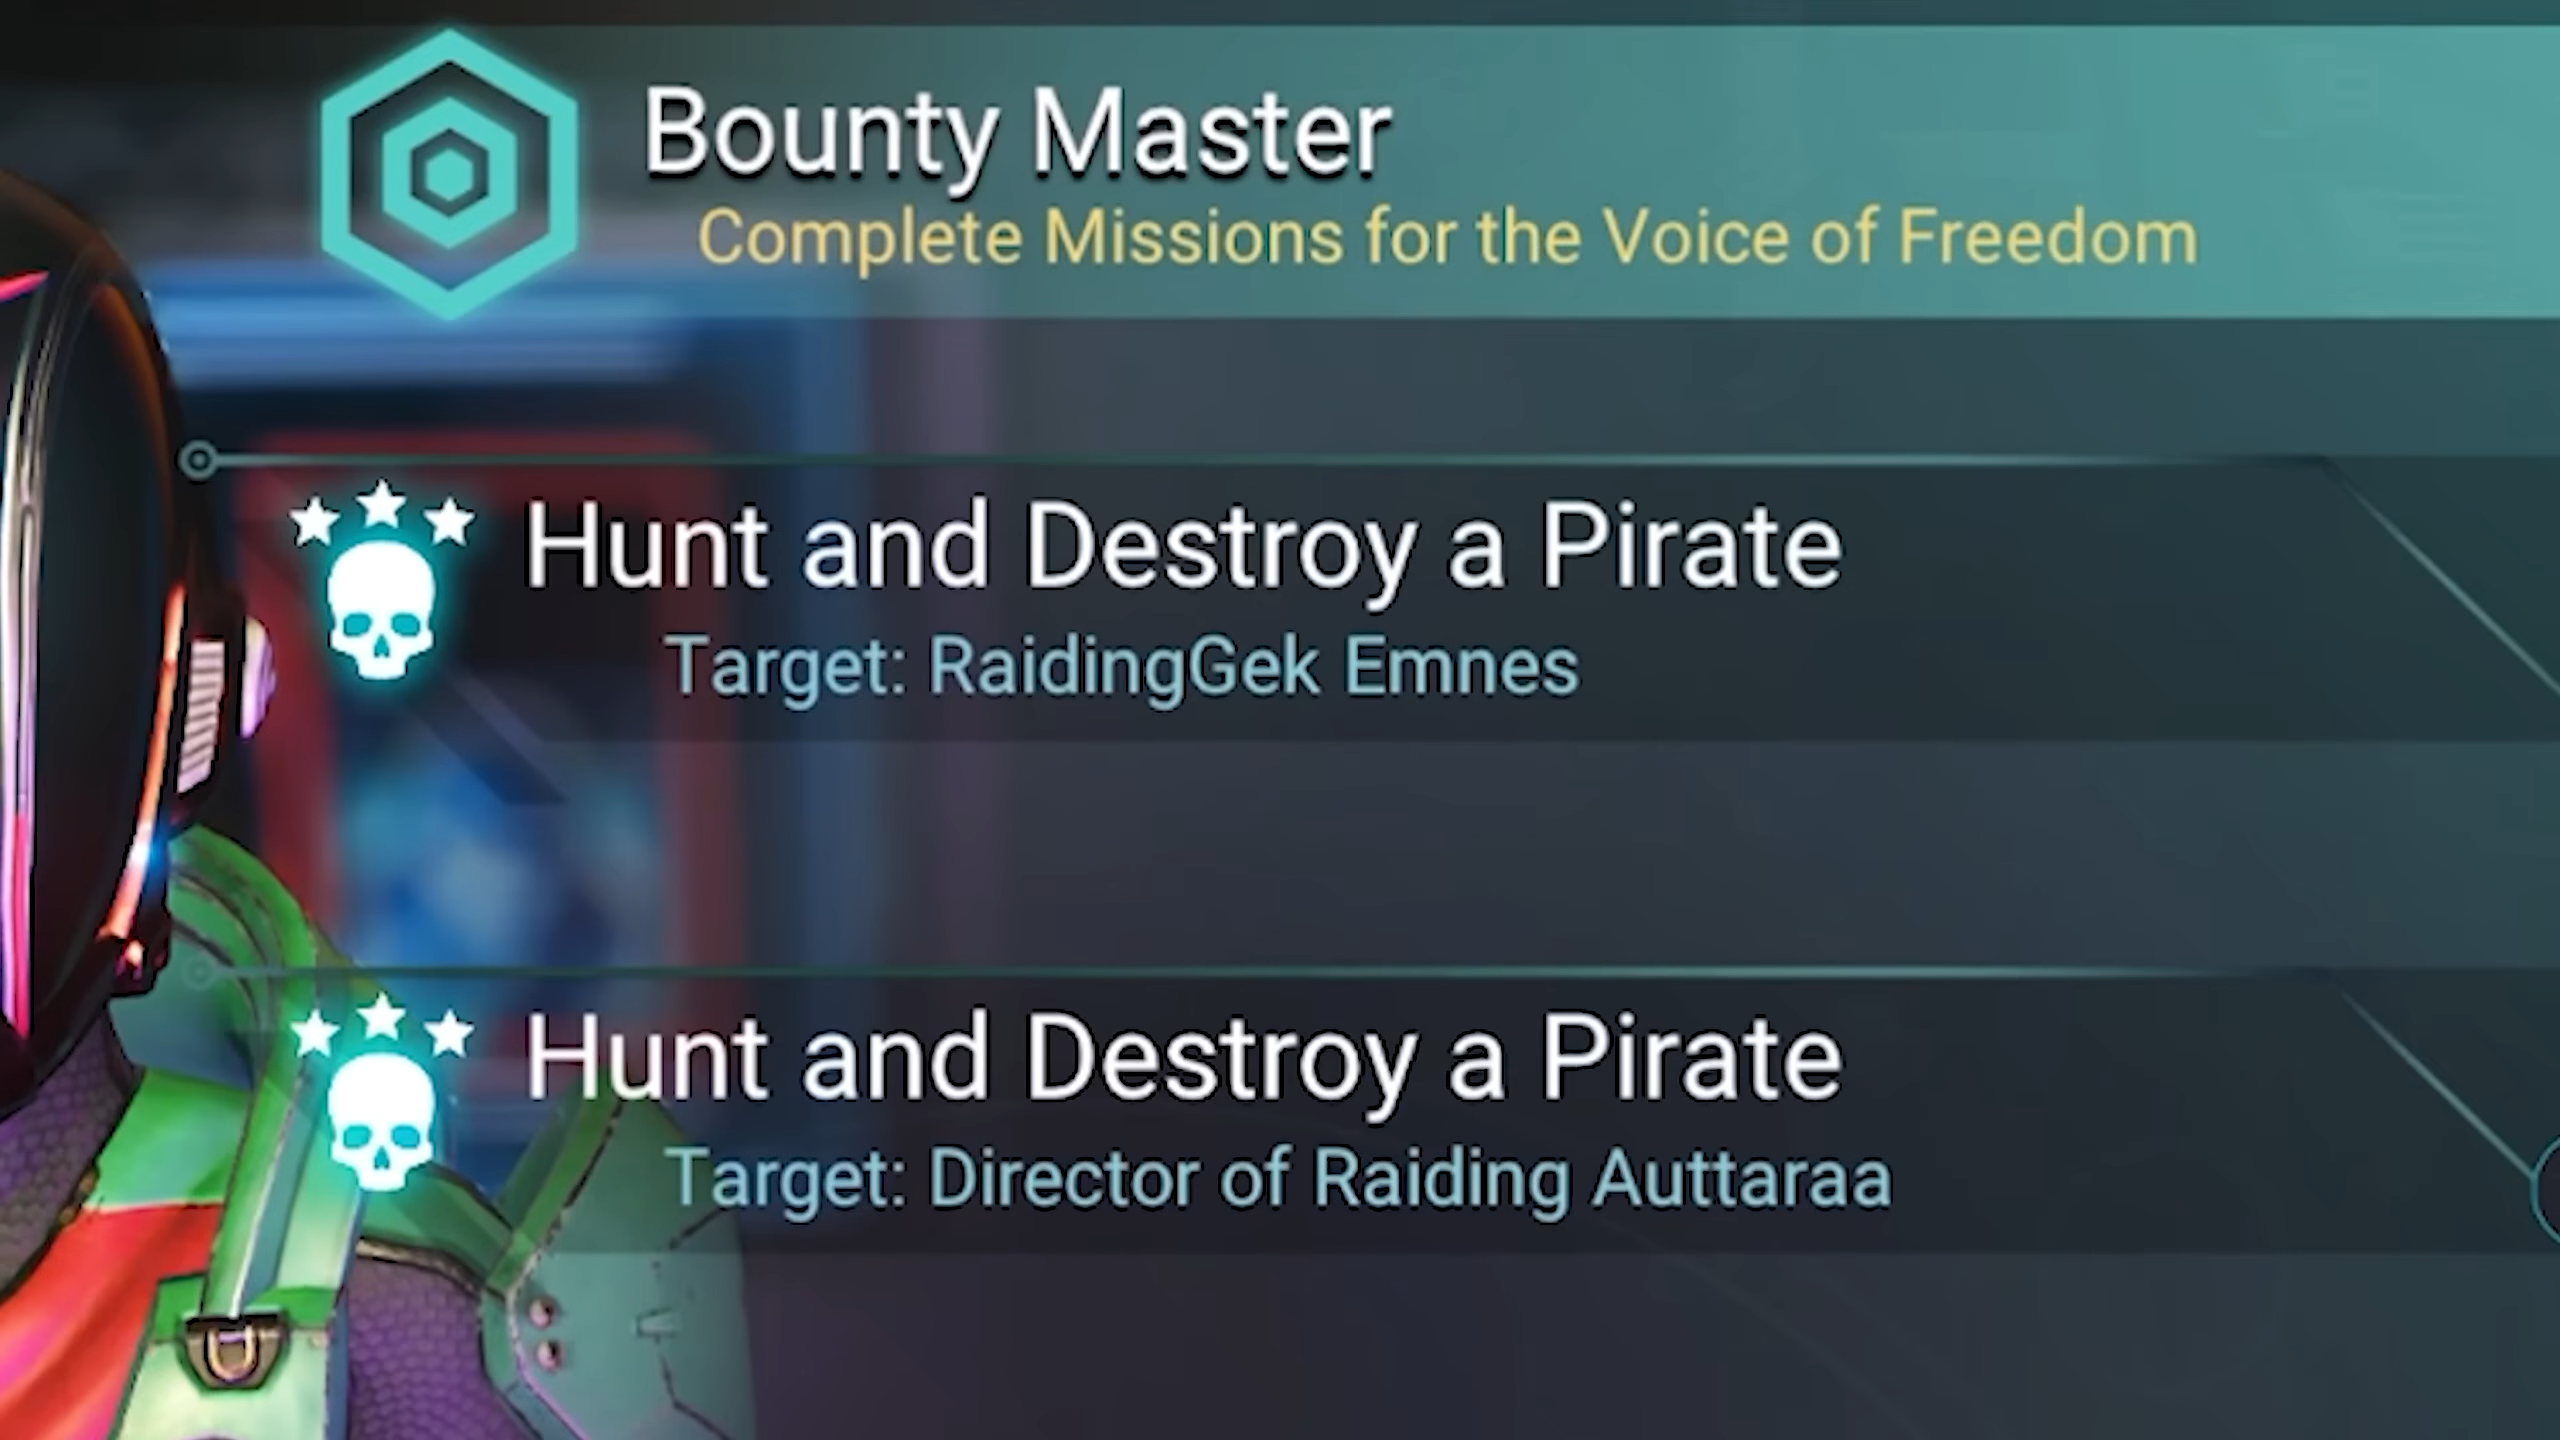 Bounty Master
Complete Missions for the Voice of Freedom
Hunt and Destroy a Pirate
Target: RaidingGek Emnes
Hunt and Destroy a Pirate
Target: Director of Raiding Auttaraa